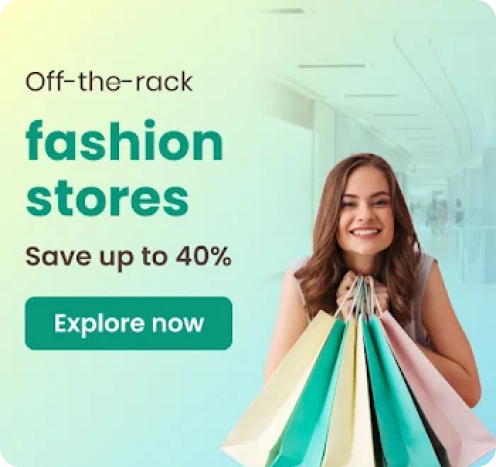 Off-the-rack
fashion
stores
Save up to 40%
Explore now